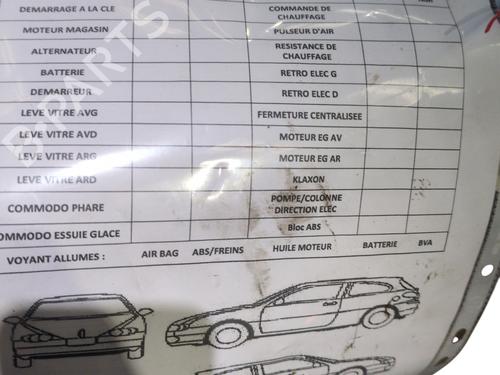 DEMARRAGE A LA CLE
COMMANDE DE CHAUFFAGE
MOTEUR MAGASIN
PULSEUR D'AIR
ALTERNATEUR
RESISTANCE DE CHAUFFAGE
BATTERIE
RETRO ELEC G
DEMARREUR
RETRO ELEC D
LEVE VITRE AVG
FERMETURE CENTRALISEE
LEVE VITRE AVD
MOTEUR EG AV
LEVE VITRE ARG
MOTEUR EG AR
LEVE VITRE ARD
KLAXON
COMMODO PHARE
POMPE/COLONNE DIRECTION ELEC
COMMODO ESSUIE GLACE
Bloc ABS
VOYANT ALLUMES :
AIR BAG
ABS/FREINS
HUILE MOTEUR
BATTERIE
BVA
B-PARTS